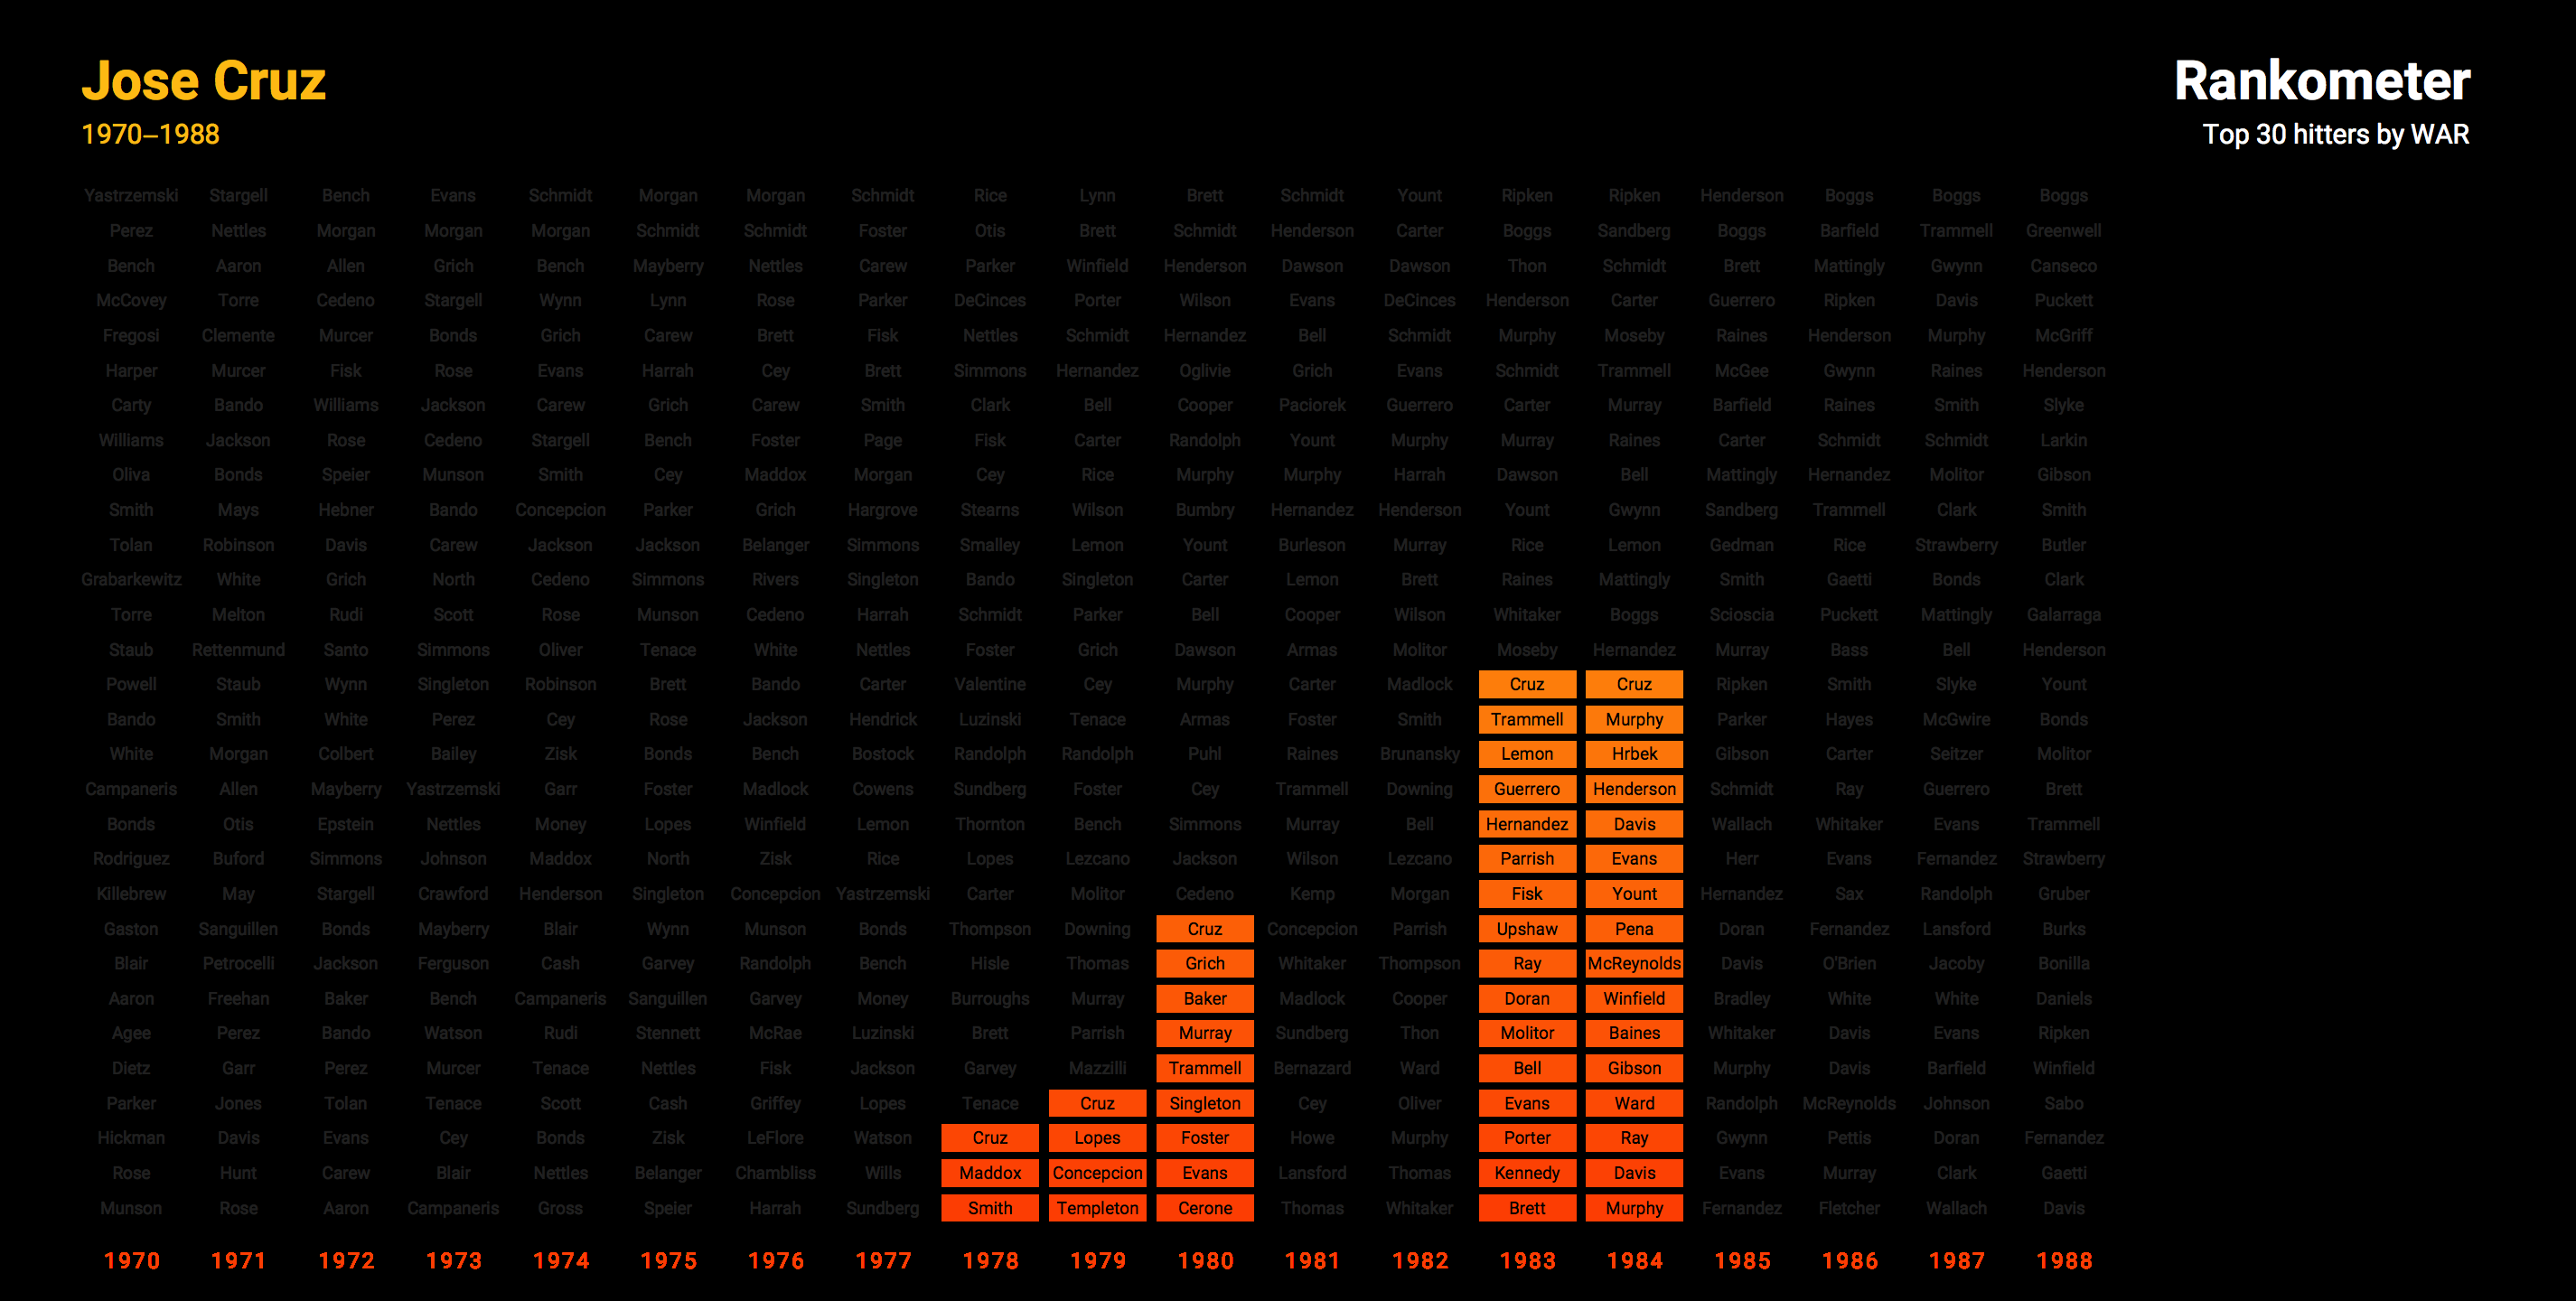 Jose Cruz
1970–1988
Rankometer
Top 30 hitters by WAR
Yastrzemski Stargell Bench Evans Schmidt Morgan Morgan Schmidt Rice Lynn Brett Schmidt Yount Ripken Ripken Henderson Boggs Boggs Boggs
Perez Nettles Morgan Morgan Morgan Schmidt Schmidt Foster Otis Brett Schmidt Henderson Carter Boggs Sandberg Boggs Barfield Trammell Greenwell
Bench Aaron Allen Grich Bench Mayberry Nettles Carew Parker Winfield Henderson Dawson Dawson Thon Schmidt Brett Mattingly Gwynn Canseco
McCovey Torre Cedeno Stargell Wynn Lynn Rose Parker DeCinces Porter Wilson Evans DeCinces Henderson Carter Guerrero Ripken Davis Puckett
Fregosi Clemente Murcer Bonds Grich Carew Brett Fisk Nettles Schmidt Hernandez Bell Schmidt Murphy Moseby Raines Henderson Murphy McGriff
Harper Murcer Fisk Rose Evans Harrah Cey Brett Simmons Hernandez Oglivie Grich Evans Schmidt Trammell McGee Gwynn Raines Henderson
Carty Bando Williams Jackson Carew Grich Carew Smith Clark Bell Cooper Paciorek Guerrero Carter Murray Barfield Raines Smith Slyke
Williams Jackson Rose Cedeno Stargell Bench Foster Page Fisk Carter Randolph Yount Murphy Murray Raines Carter Schmidt Schmidt Larkin
Oliva Bonds Speier Munson Smith Cey Maddox Morgan Cey Rice Murphy Murphy Harrah Dawson Bell Mattingly Hernandez Molitor Gibson
Smith Mays Hebner Bando Concepcion Parker Grich Hargrove Stearns Wilson Bumbry Hernandez Henderson Yount Gwynn Sandberg Trammell Clark Smith
Tolan Robinson Davis Carew Jackson Jackson Belanger Simmons Smalley Lemon Yount Burleson Murray Rice Lemon Gedman Rice Strawberry Butler
Grabarkewitz White Grich North Cedeno Simmons Rivers Singleton Bando Singleton Carter Lemon Brett Raines Mattingly Smith Gaetti Bonds Clark
Torre Melton Rudi Scott Rose Munson Cedeno Harrah Schmidt Parker Bell Cooper Wilson Whitaker Boggs Scioscia Puckett Mattingly Galarraga
Staub Rettenmund Santo Simmons Oliver Tenace White Nettles Foster Grich Dawson Armas Molitor Moseby Hernandez Murray Bass Bell Henderson
Powell Staub Wynn Singleton Robinson Brett Bando Carter Valentine Cey Murphy Carter Madlock Cruz Cruz Ripken Smith Slyke Yount
Bando Smith White Perez Cey Rose Jackson Hendrick Luzinski Tenace Armas Foster Smith Trammell Murphy Parker Hayes McGwire Bonds
White Morgan Colbert Bailey Zisk Bonds Bench Bostock Randolph Randolph Puhl Raines Brunansky Lemon Hrbek Gibson Carter Seitzer Molitor
Campaneris Allen Mayberry Yastrzemski Garr Foster Madlock Cowens Sundberg Foster Cey Trammell Downing Guerrero Henderson Schmidt Ray Guerrero Brett
Bonds Otis Epstein Nettles Money Lopes Winfield Lemon Thornton Bench Simmons Murray Bell Hernandez Davis Wallach Whitaker Evans Trammell
Rodriguez Buford Simmons Johnson Maddox North Zisk Rice Lopes Lezcano Jackson Wilson Lezcano Parrish Evans Herr Evans Fernandez Strawberry
Killebrew May Stargell Crawford Henderson Singleton Concepcion Yastrzemski Carter Molitor Cedeno Kemp Morgan Fisk Yount Hernandez Sax Randolph Gruber
Gaston Sanguillen Bonds Mayberry Blair Wynn Munson Bonds Thompson Downing Cruz Concepcion Parrish Upshaw Pena Doran Fernandez Lansford Burks
Blair Petrocelli Jackson Ferguson Cash Garvey Randolph Bench Hisle Thomas Grich Whitaker Thompson Ray McReynolds Davis O'Brien Jacoby Bonilla
Aaron Freehan Baker Bench Campaneris Sanguillen Garvey Money Burroughs Murray Baker Madlock Cooper Doran Winfield Bradley White White Daniels
Agee Perez Bando Watson Rudi Stennett McRae Luzinski Brett Parrish Murray Sundberg Thon Molitor Baines Whitaker Davis Evans Ripken
Dietz Garr Perez Murcer Tenace Nettles Fisk Jackson Garvey Mazzilli Trammell Bernazard Ward Bell Gibson Murphy Davis Barfield Winfield
Parker Jones Tolan Tenace Scott Cash Griffey Lopes Tenace Cruz Singleton Cey Oliver Evans Ward Randolph McReynolds Johnson Sabo
Hickman Davis Evans Cey Bonds Zisk LeFlore Watson Cruz Lopes Foster Howe Murphy Porter Ray Gwynn Pettis Doran Fernandez
Rose Hunt Carew Blair Nettles Belanger Chambliss Wills Maddox Concepcion Evans Lansford Thomas Kennedy Davis Evans Murray Clark Gaetti
Munson Rose Aaron Campaneris Gross Speier Harrah Sundberg Smith Templeton Cerone Thomas Whitaker Brett Murphy Fernandez Fletcher Wallach Davis
1970 1971 1972 1973 1974 1975 1976 1977 1978 1979 1980 1981 1982 1983 1984 1985 1986 1987 1988